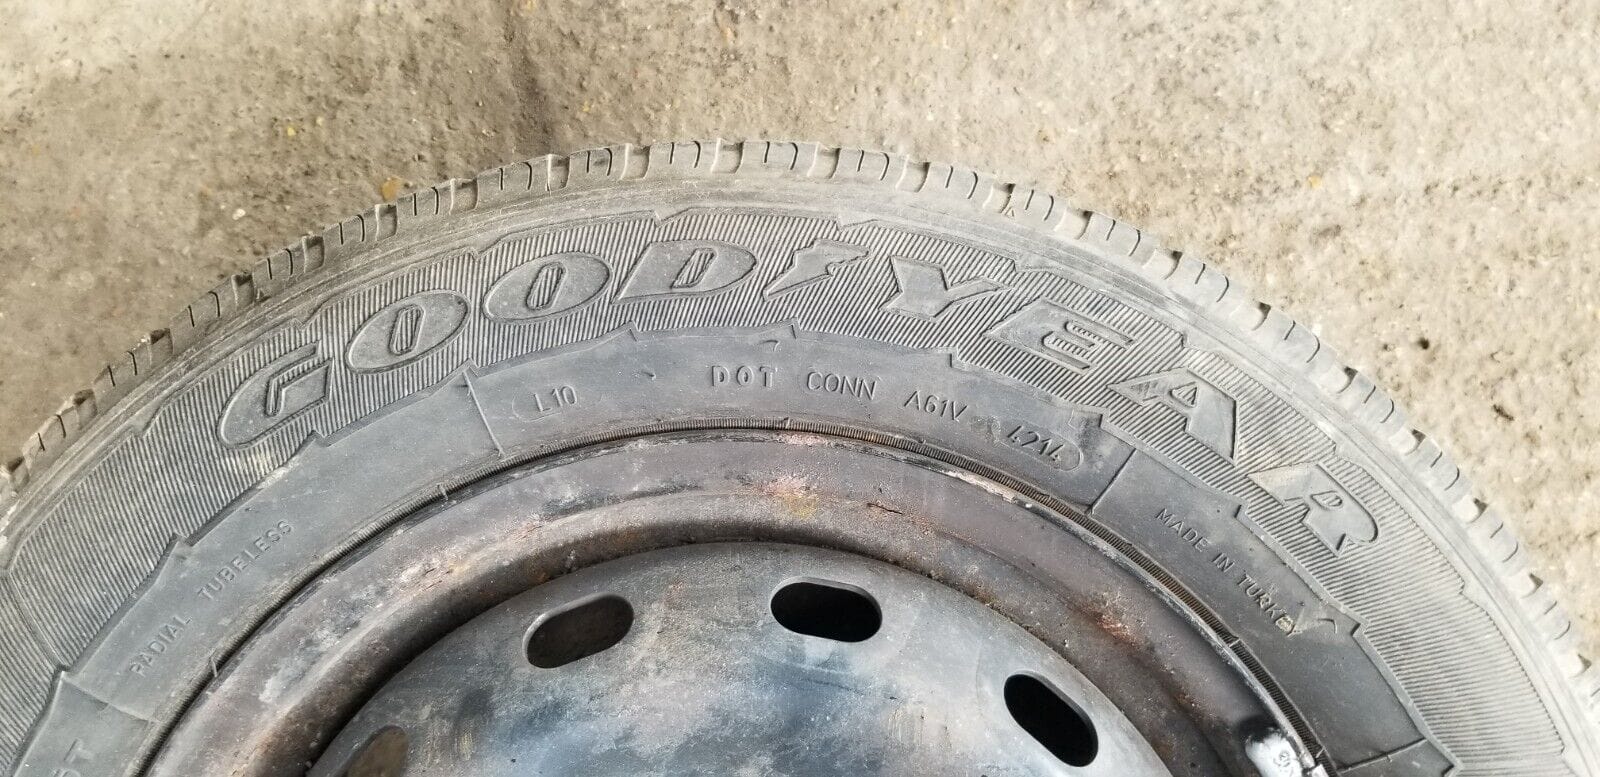 GOODYEAR
L10
DOT CONN A61V 4214
MADE IN TURKEY
RADIAL TUBELESS